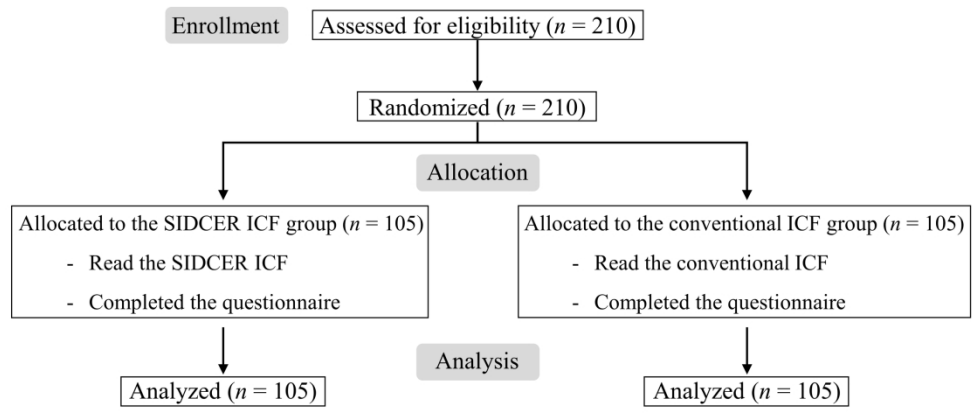 Enrollment
Assessed for eligibility (n = 210)
Randomized (n = 210)
Allocation
Allocated to the SIDCER ICF group (n = 105)
- Read the SIDCER ICF
- Completed the questionnaire
Allocated to the conventional ICF group (n = 105)
- Read the conventional ICF
- Completed the questionnaire
Analysis
Analyzed (n = 105)
Analyzed (n = 105)